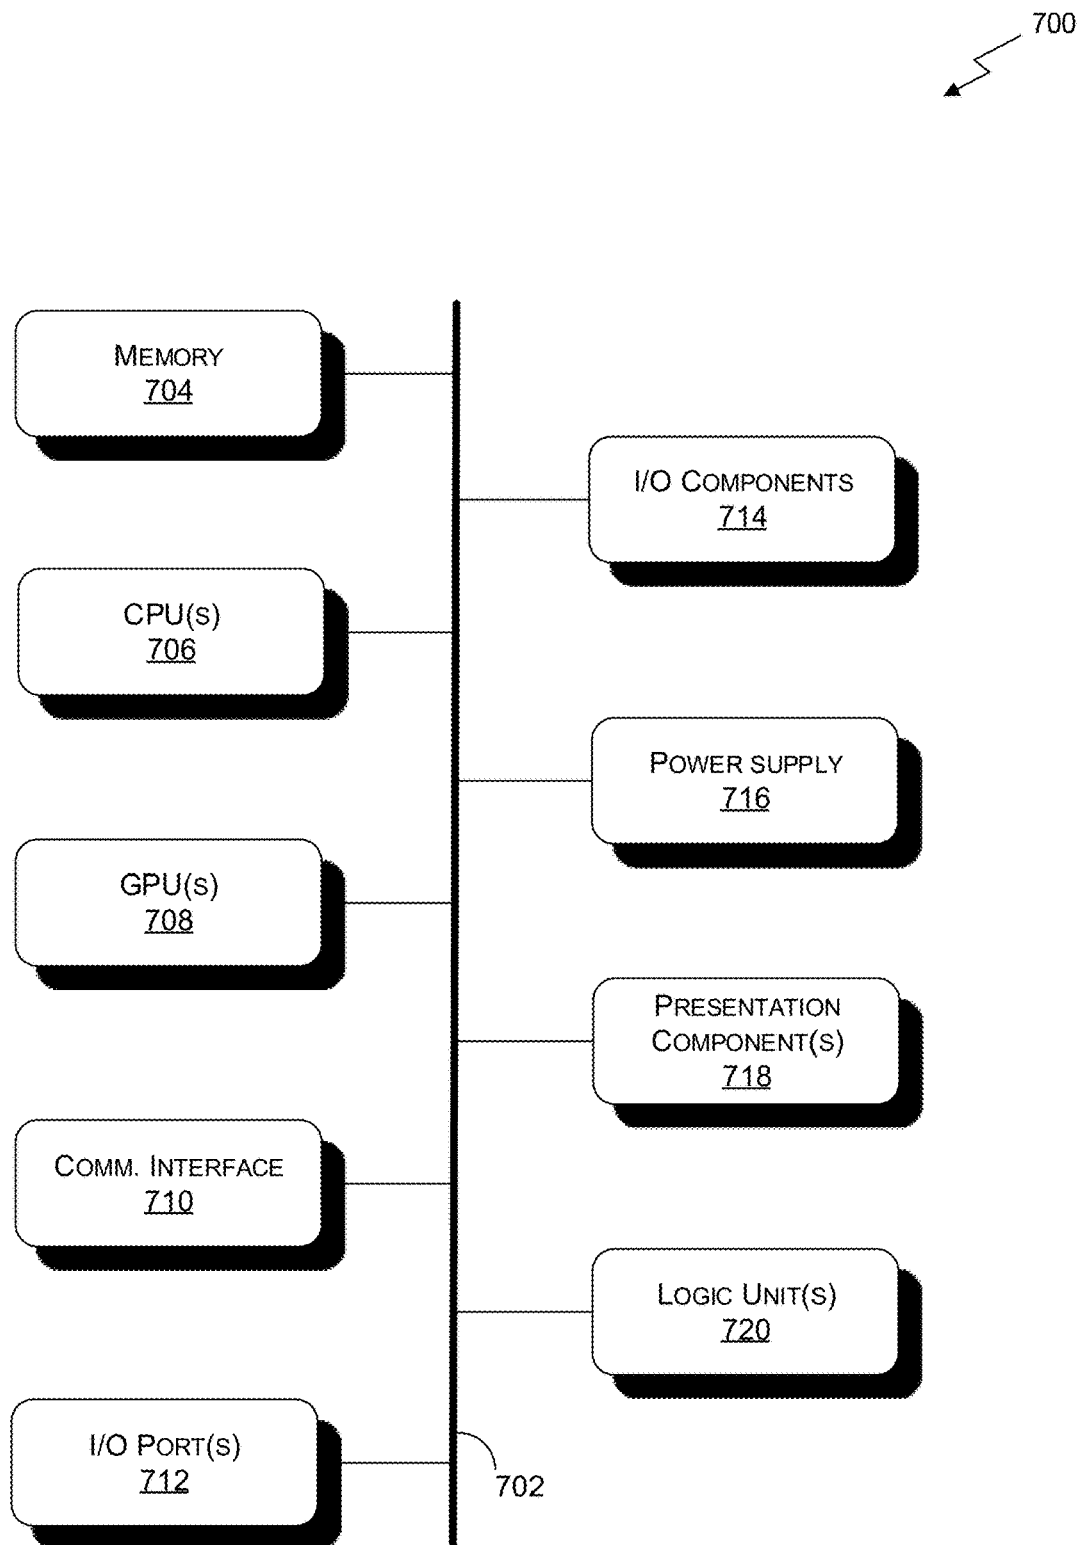 700
MEMORY
704
I/O COMPONENTS
714
CPU(S)
706
POWER SUPPLY
716
GPU(S)
708
PRESENTATION
COMPONENT(S)
718
COMM. INTERFACE
710
LOGIC UNIT(S)
720
I/O PORT(S)
712
702